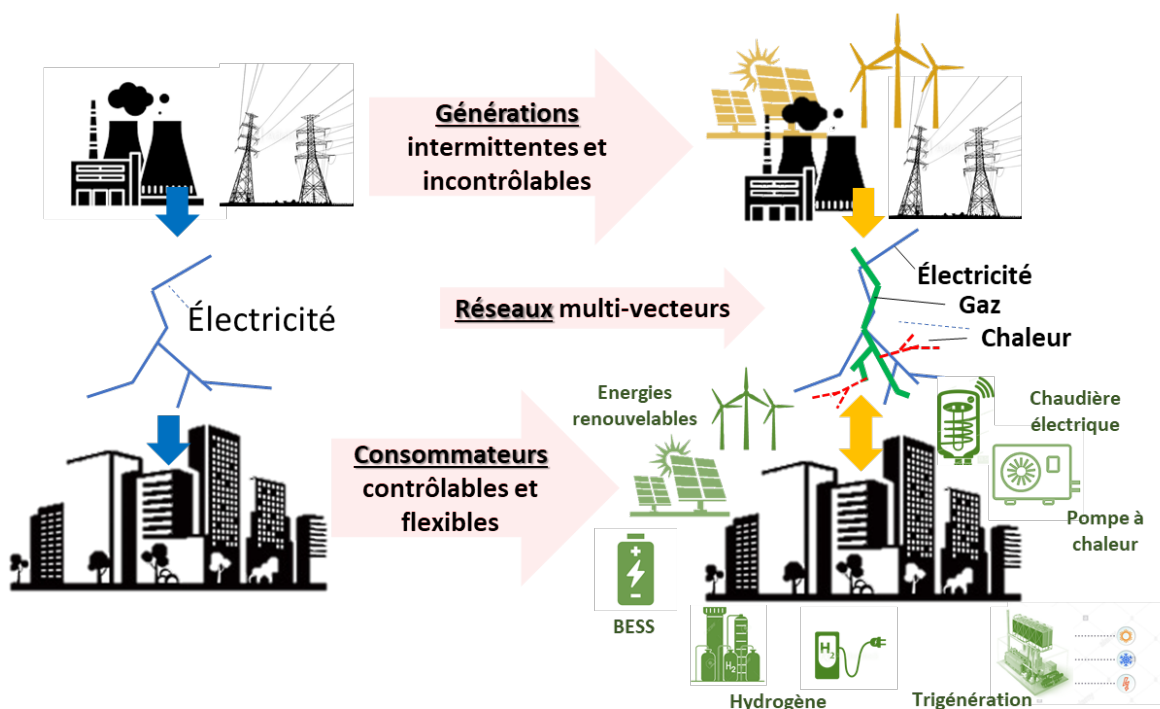 Générations
intermittentes et
incontrôlables
Électricité
Électricité
Gaz
Chaleur
Réseaux multi-vecteurs
Energies
renouvelables
Chaudière
électrique
Consommateurs
contrôlables et
flexibles
Pompe à
chaleur
BESS
H2
H2
Hydrogène
Trigénération